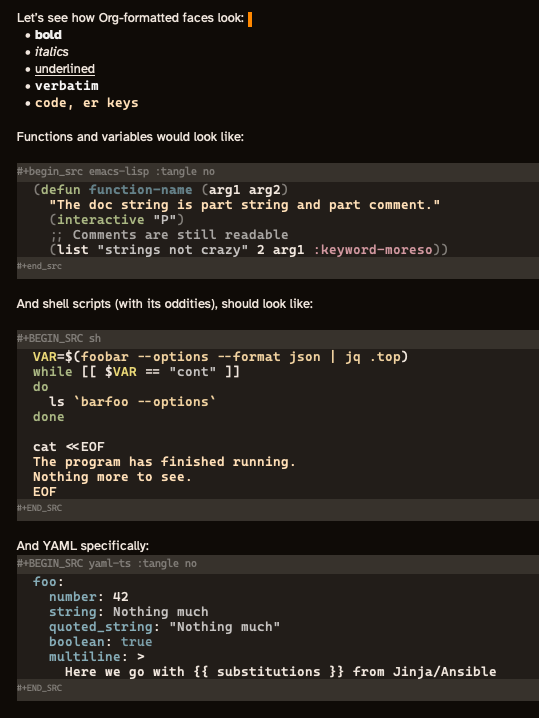 Let's see how Org-formatted faces look:
• bold
• italics
• underlined
• verbatim
• code, er keys
Functions and variables would look like:
#+begin_src emacs-lisp :tangle no
(defun function-name (arg1 arg2)
"The doc string is part string and part comment."
(interactive "P")
;; Comments are still readable
(list "strings not crazy" 2 arg1 :keyword-moreso))
#+end_src
And shell scripts (with its oddities), should look like:
#+BEGIN_SRC sh
VAR=$(foobar --options --format json | jq .top)
while [[ $VAR == "cont" ]]
do
ls `barfoo --options`
done
cat <<EOF
The program has finished running.
Nothing more to see.
EOF
#+END_SRC
And YAML specifically:
#+BEGIN_SRC yaml-ts :tangle no
foo:
number: 42
string: Nothing much
quoted_string: "Nothing much"
boolean: true
multiline: >
Here we go with {{ substitutions }} from Jinja/Ansible
#+END_SRC